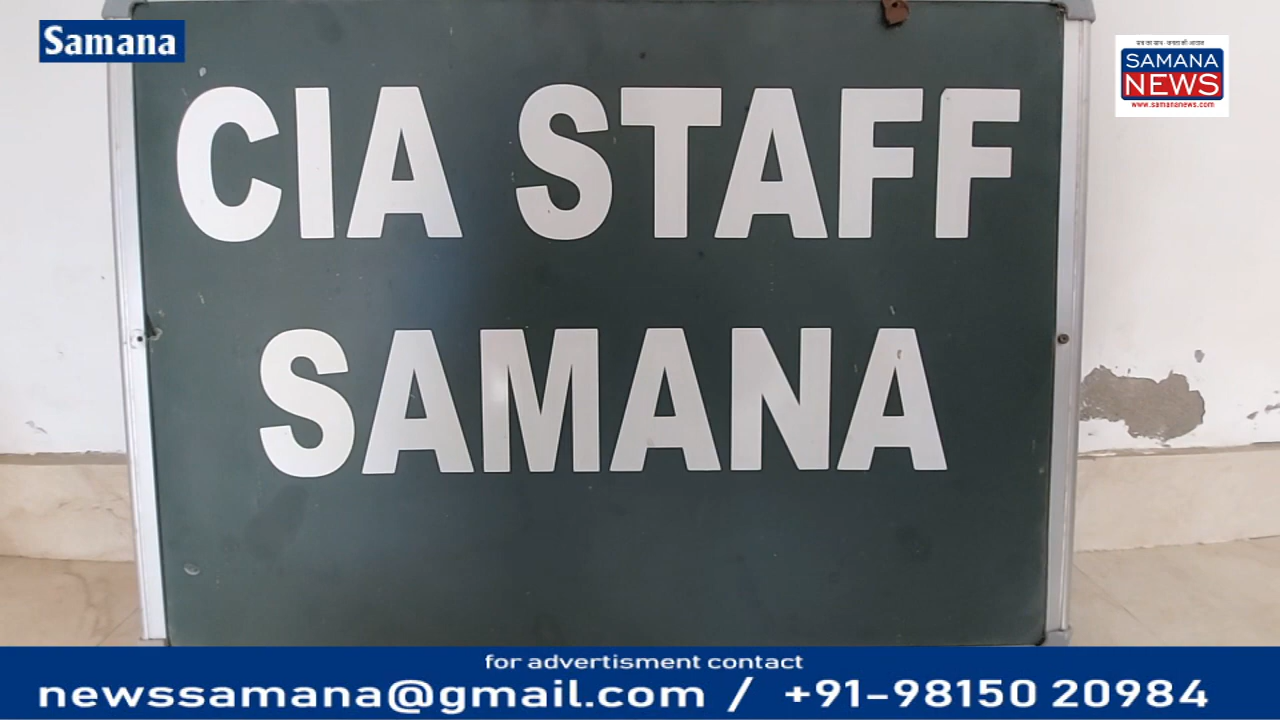 Samana
CIA STAFF
SAMANA
SAMANA
NEWS
www.samananews.com
for advertisment contact
newssamana@gmail.com / +91-98150 20984